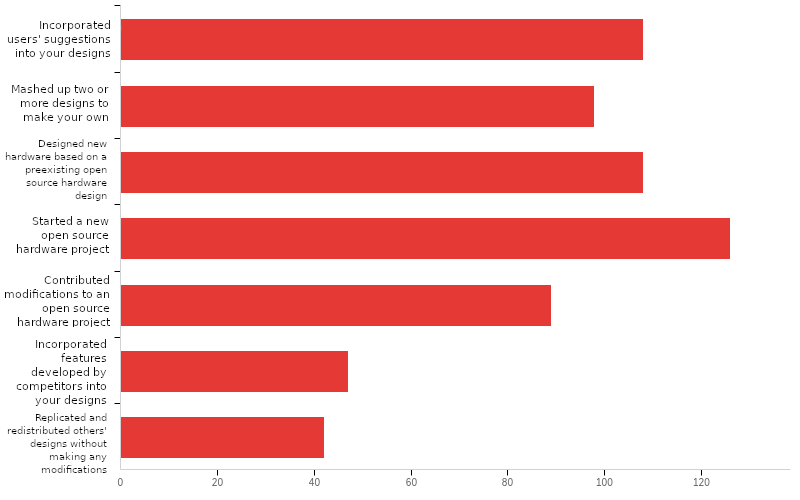 Incorporated
users' suggestions
into your designs
Mashed up two or
more designs to
make your own
Designed new
hardware based on a
preexisting open
source hardware
design
Started a new
open source
hardware project
Contributed
modifications to an
open source
hardware project
Incorporated
features
developed by
competitors into
your designs
Replicated and
redistributed others'
designs without
making any
modifications
0 20 40 60 80 100 120